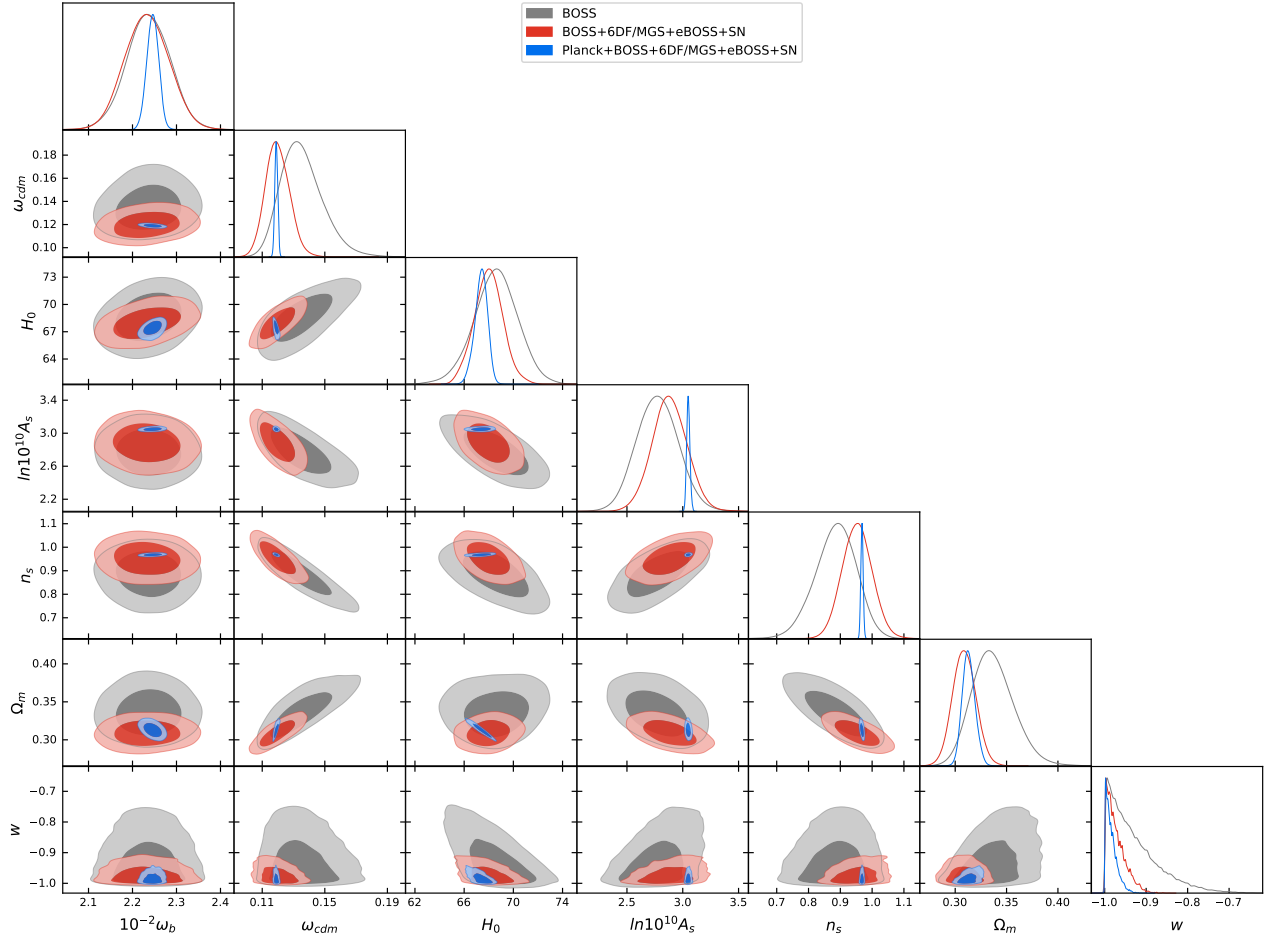 BOSS
BOSS+6DF/MGS+eBOSS+SN
Planck+BOSS+6DF/MGS+eBOSS+SN
0.18
0.16
0.14
0.12
0.10
ω_cdm
73
70
67
64
H_0
3.4
3.0
2.6
2.2
ln10^10 A_s
1.1
1.0
0.9
0.8
0.7
n_s
0.40
0.35
0.30
Ω_m
−0.7
−0.8
−0.9
−1.0
w
2.1 2.2 2.3 2.4
0.11 0.15 0.19
62 66 70 74
2.5 3.0 3.5
0.7 0.8 0.9 1.0 1.1
0.30 0.35 0.40
−1.0 −0.9 −0.8 −0.7
10^−2 ω_b
ω_cdm
H_0
ln10^10 A_s
n_s
Ω_m
w